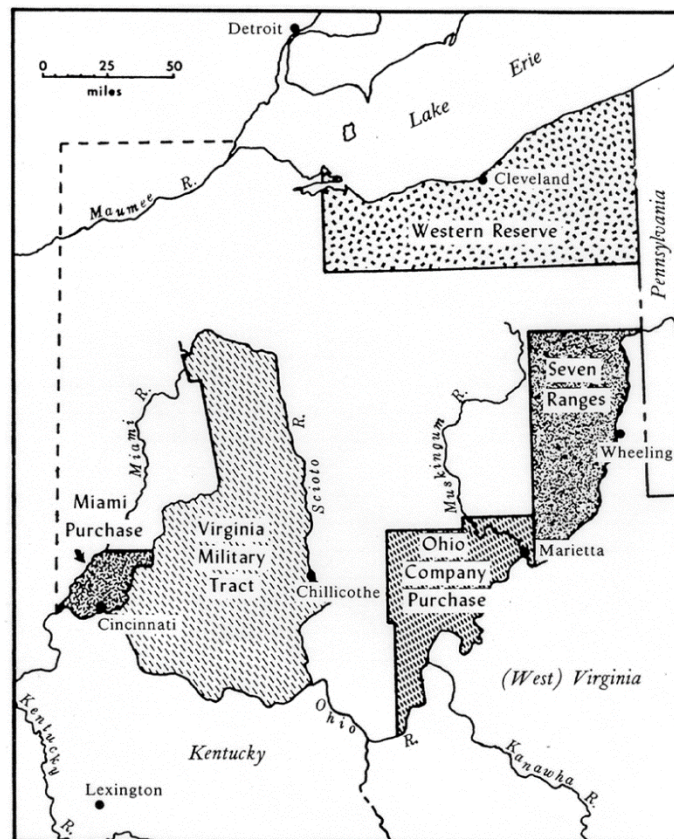 Detroit
0 25 50
miles
Lake Erie
Maumee R.
Cleveland
Western Reserve
Pennsylvania
Seven
Ranges
Miami R.
Scioto R.
Muskingum R.
Wheeling
Miami
Purchase
Virginia
Military
Tract
Ohio
Company
Purchase
Marietta
Chillicothe
Cincinnati
(West) Virginia
Kentucky R.
Ohio R.
Kentucky
Kanawha R.
Lexington